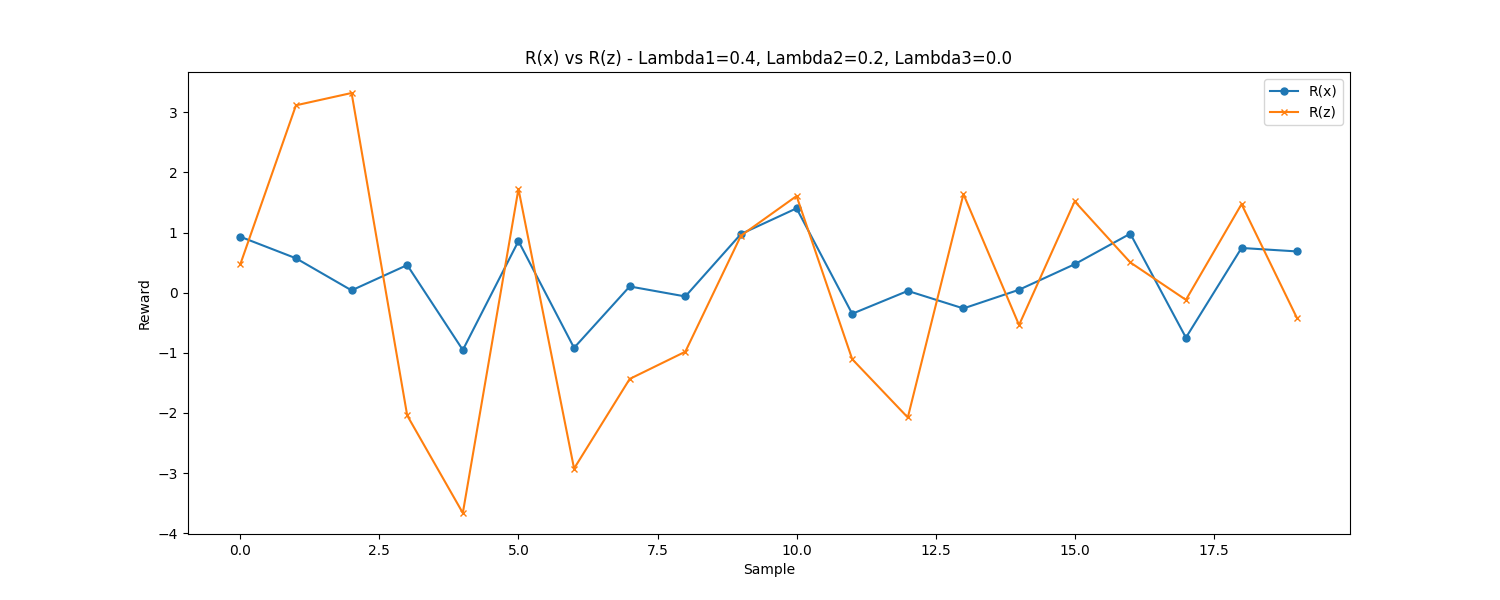 R(x) vs R(z) - Lambda1=0.4, Lambda2=0.2, Lambda3=0.0
R(x)
R(z)
3
2
1
0
−1
−2
−3
−4
Reward
0.0 2.5 5.0 7.5 10.0 12.5 15.0 17.5
Sample